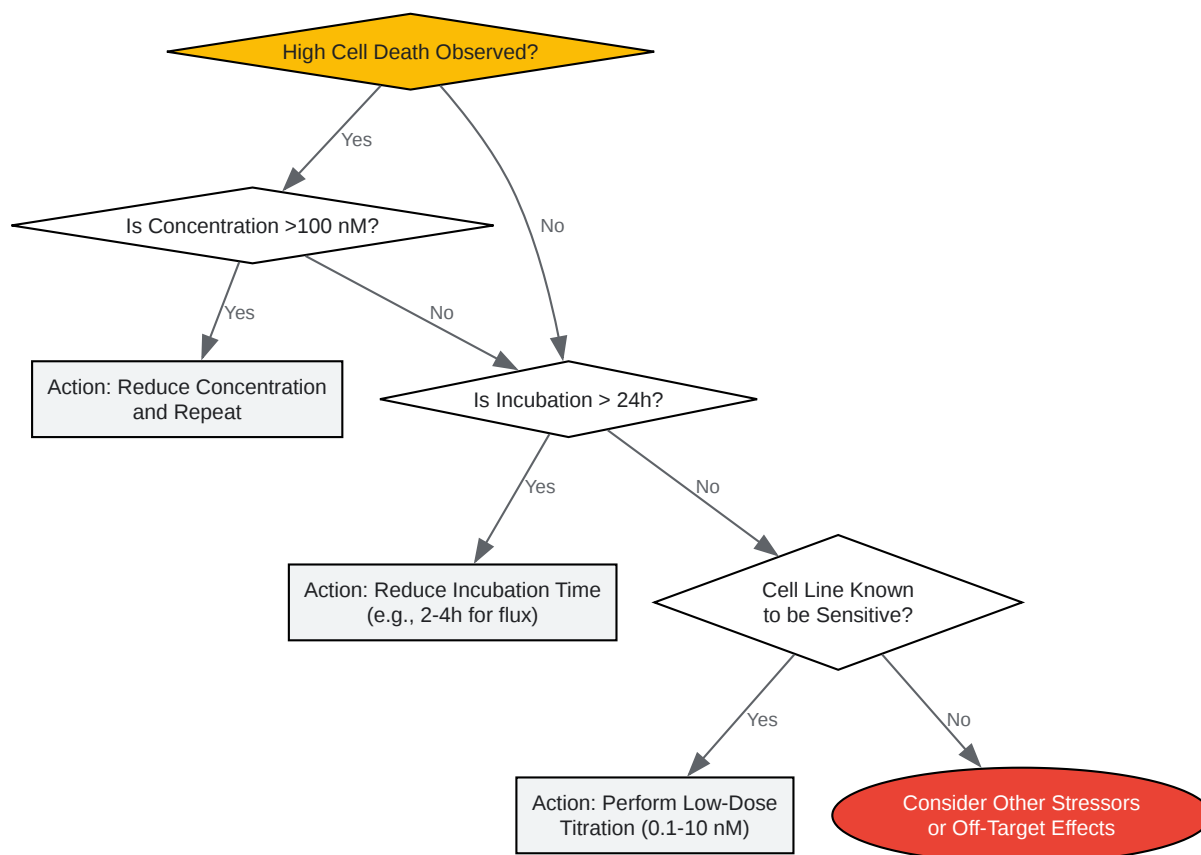 High Cell Death Observed?
Yes
Is Concentration >100 nM?
No
Yes
No
Action: Reduce Concentration
and Repeat
Is Incubation > 24h?
Yes
No
Action: Reduce Incubation Time
(e.g., 2-4h for flux)
Cell Line Known
to be Sensitive?
Yes
No
Action: Perform Low-Dose
Titration (0.1-10 nM)
Consider Other Stressors
or Off-Target Effects